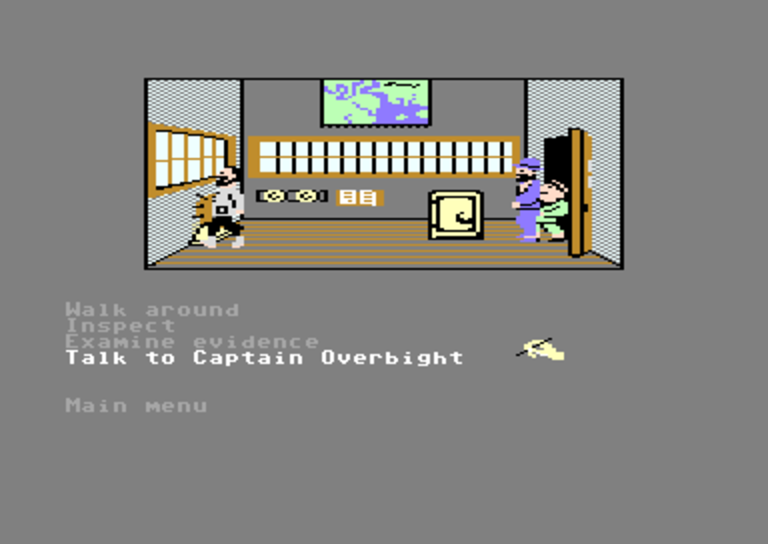 Walk around
Inspect
Examine evidence
Talk to Captain Overbight
Main menu